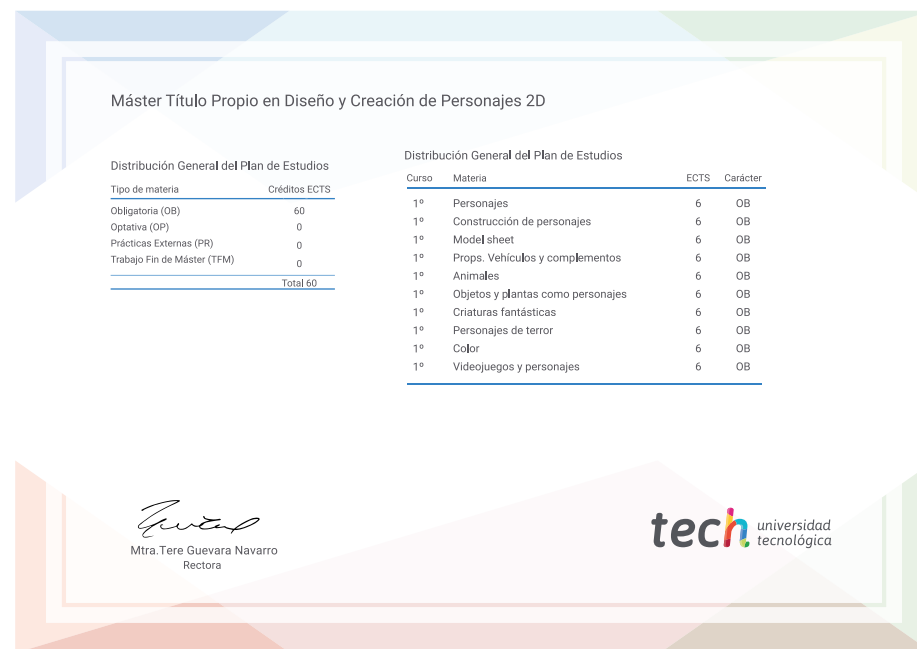 Máster Título Propio en Diseño y Creación de Personajes 2D
Distribución General del Plan de Estudios
Tipo de materia Créditos ECTS
Obligatoria (OB) 60
Optativa (OP) 0
Prácticas Externas (PR) 0
Trabajo Fin de Máster (TFM) 0
Total 60
Distribución General del Plan de Estudios
Curso Materia ECTS Carácter
1º Personajes 6 OB
1º Construcción de personajes 6 OB
1º Model sheet 6 OB
1º Props. Vehículos y complementos 6 OB
1º Animales 6 OB
1º Objetos y plantas como personajes 6 OB
1º Criaturas fantásticas 6 OB
1º Personajes de terror 6 OB
1º Color 6 OB
1º Videojuegos y personajes 6 OB
Mtra.Tere Guevara Navarro
Rectora
tech universidad
tecnológica